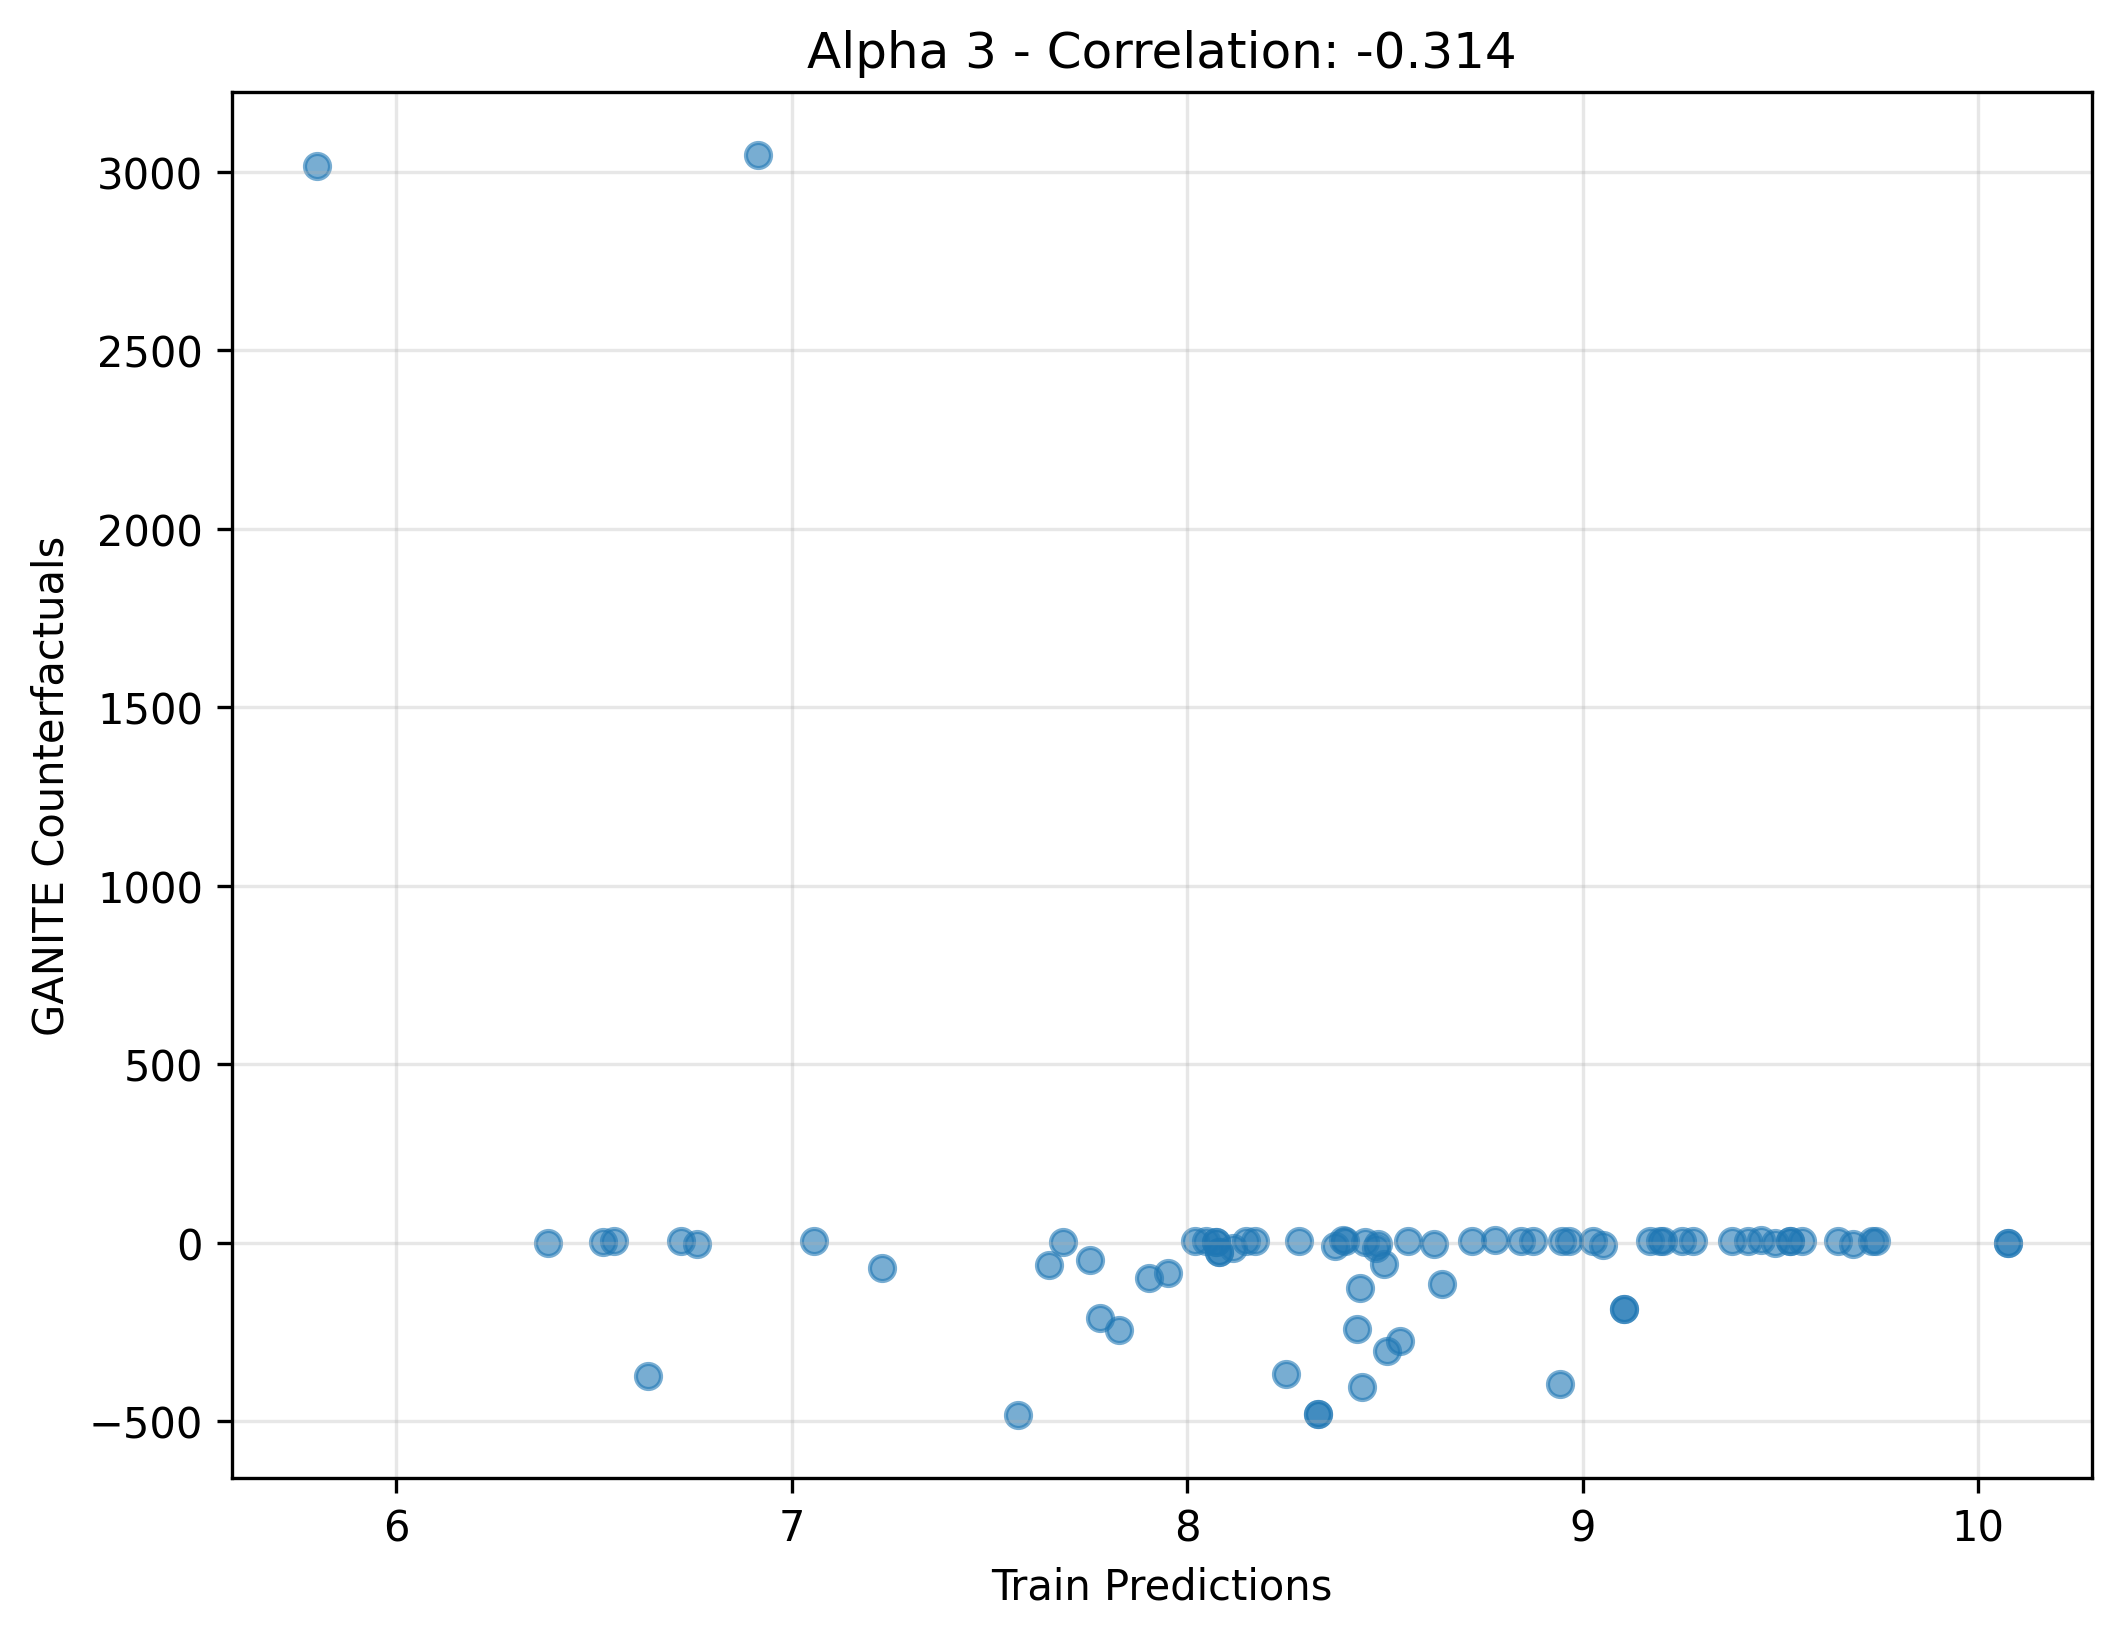 Alpha 3 - Correlation: -0.314
GANITE Counterfactuals
3000
2500
2000
1500
1000
500
0
−500
6 7 8 9 10
Train Predictions